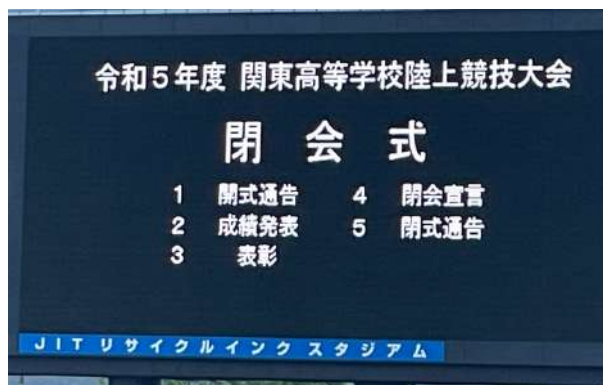 令和5年度 関東高等学校陸上競技大会
閉会式
1 開式通告 4 閉会宣言
2 成績発表 5 閉式通告
3 表彰
JIT リサイクルインク スタジアム